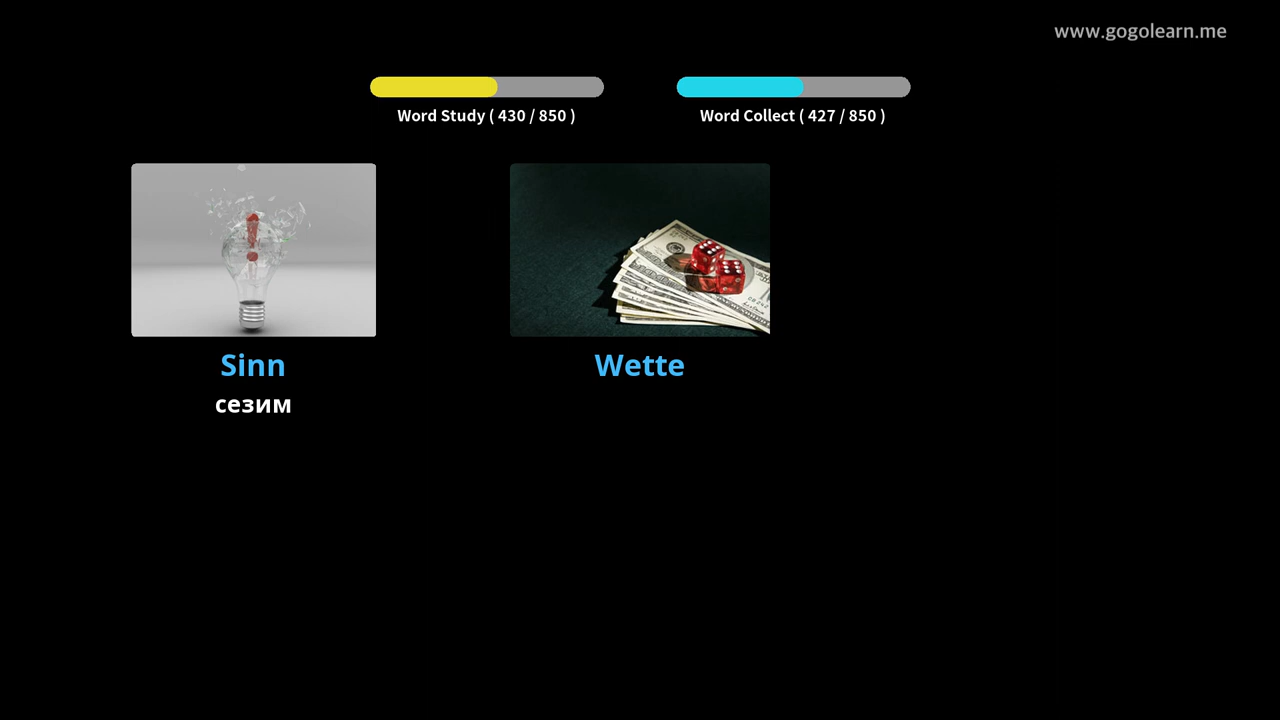 www.gogolearn.me
Word Study ( 430 / 850 )
Word Collect ( 427 / 850 )
Sinn
Wette
сезим